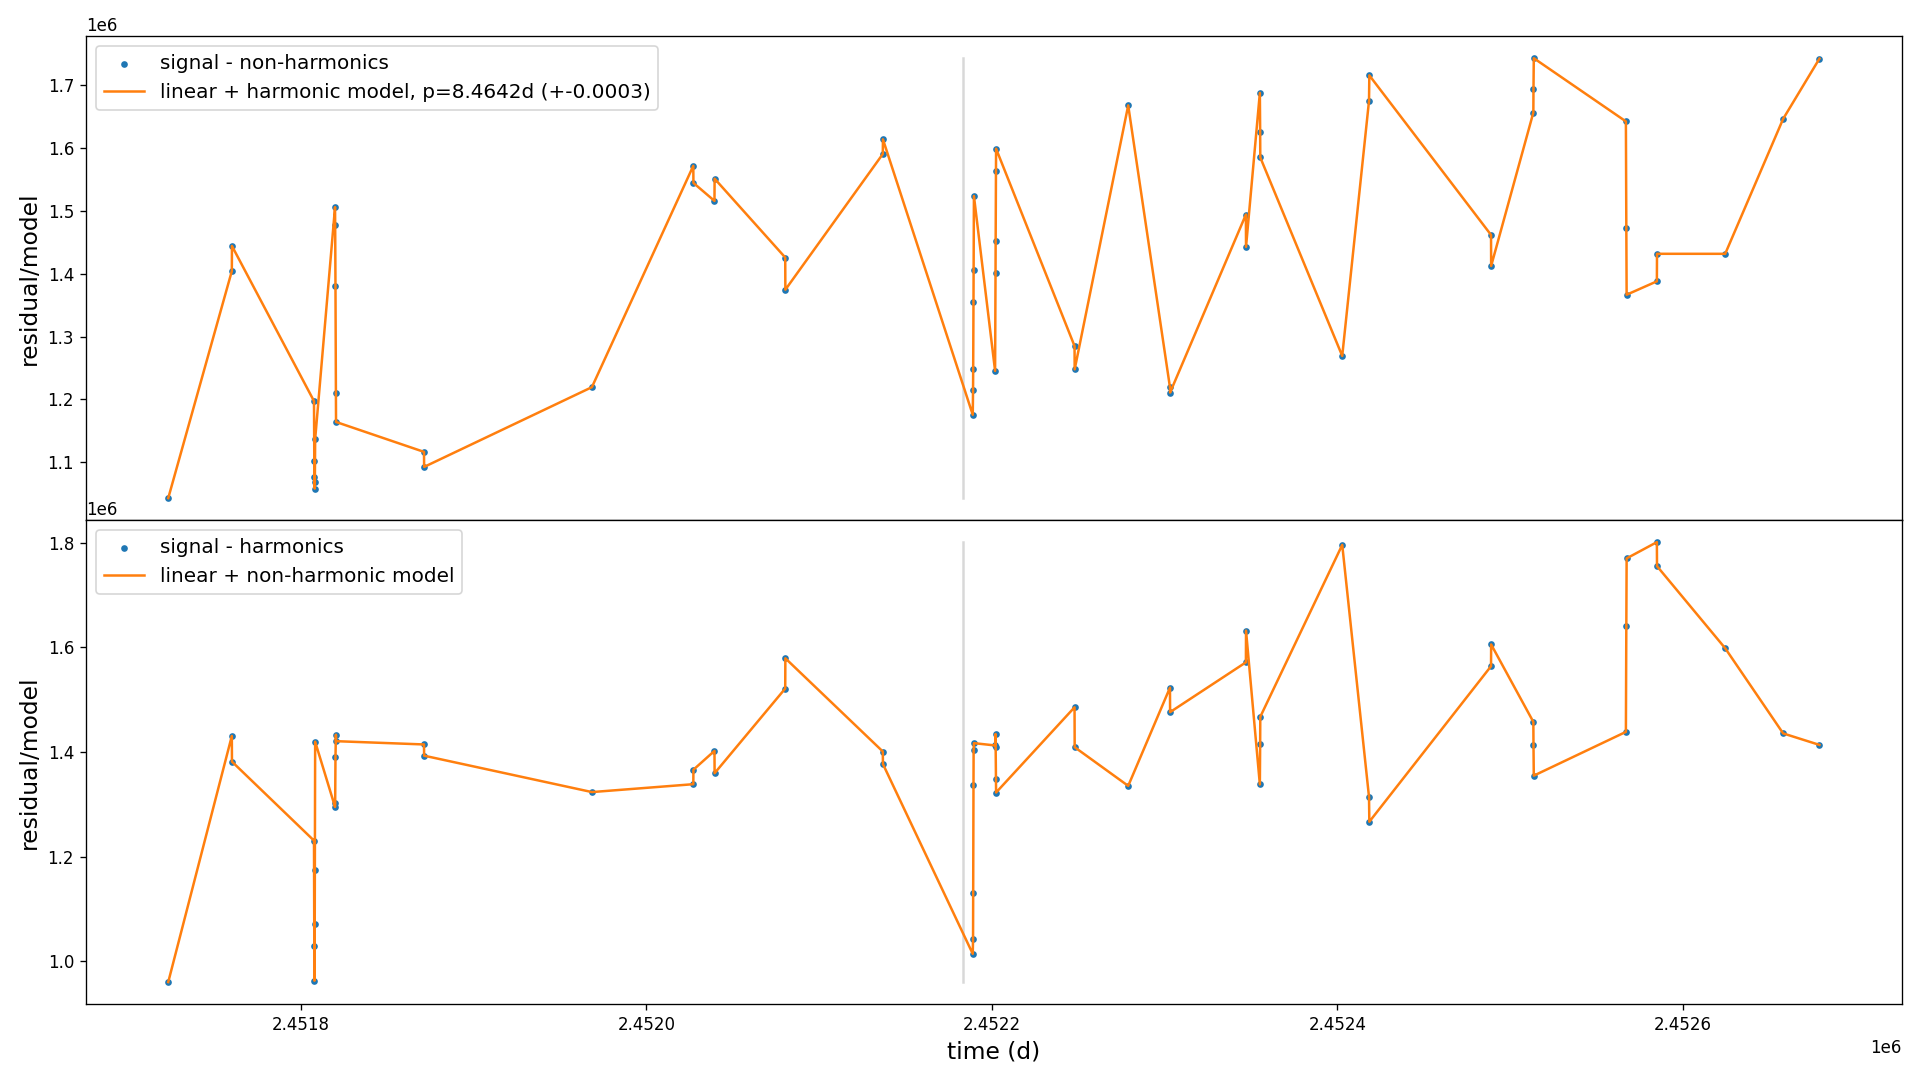 1e6
signal - non-harmonics
linear + harmonic model, p=8.4642d (+-0.0003)
1.7
1.6
1.5
1.4
1.3
1.2
1.1
residual/model
1e6
signal - harmonics
linear + non-harmonic model
1.8
1.6
1.4
1.2
1.0
residual/model
2.4518
2.4520
2.4522
2.4524
2.4526
time (d)
1e6